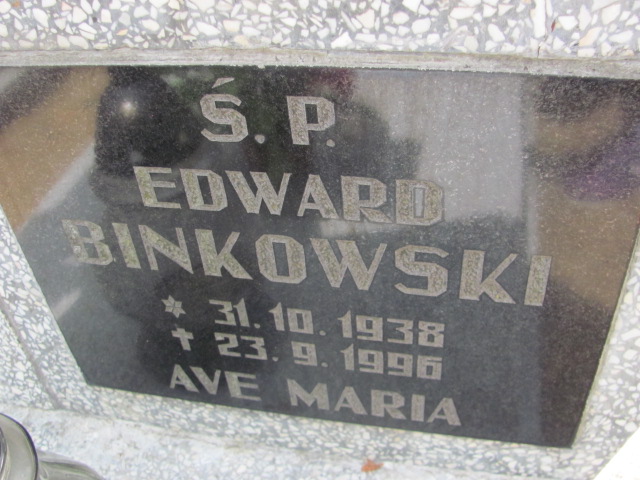 Ś.P.
EDWARD
BINKOWSKI
* 31.10.1938
✝ 23.9.1996
AVE MARIA